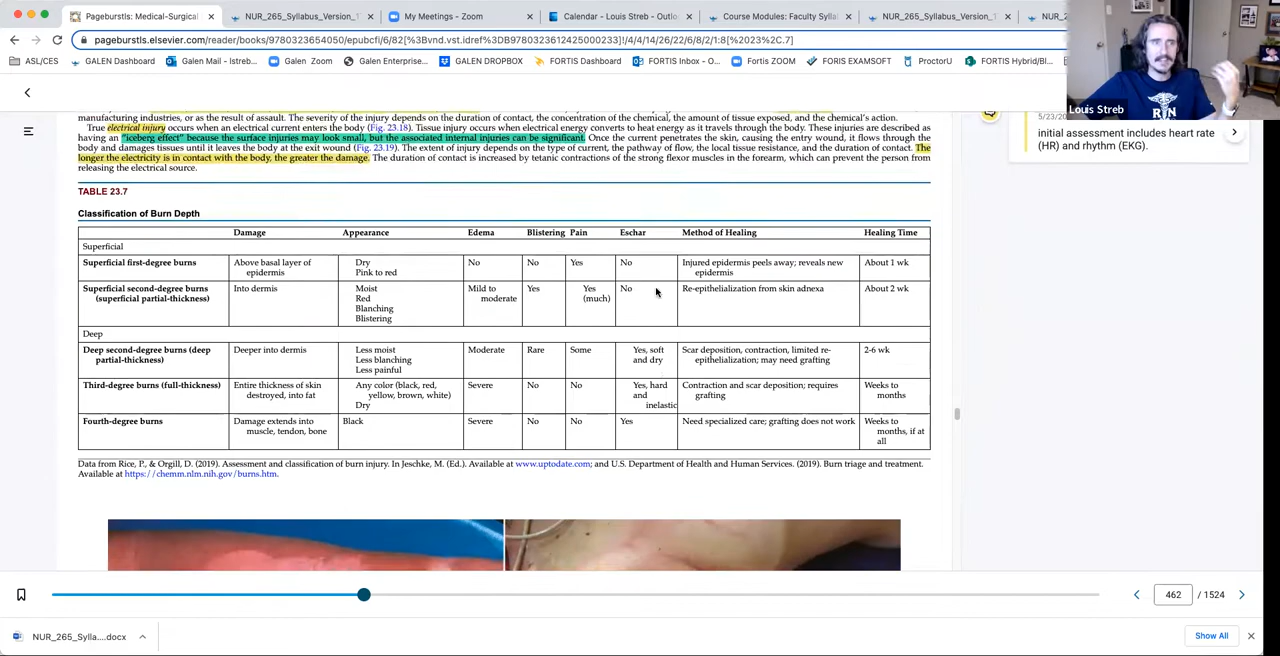 Pageburstls: Medical-Surgical
NUR_265_Syllabus_Version_1
My Meetings - Zoom
Calendar - Louis Streb - Outlo
Course Modules: Faculty Sylla
NUR_265_Syllabus_Version_
NUR_2
pageburstls.elsevier.com/reader/books/9780323654050/epubcfi/6/82[%3Bvnd.vst.idref%3DB9780323612425000233]!/4/4/14/26/22/6/8/2/1:8[%2023%2C.7]
ASL/CES
GALEN Dashboard
Galen Mail - lstreb...
Galen Zoom
Galen Enterprise...
GALEN DROPBOX
FORTIS Dashboard
FORTIS Inbox - O...
Fortis ZOOM
FORIS EXAMSOFT
ProctorU
FORTIS Hybrid/Bl...
RN
Louis Streb
manufacturing industries, or as the result of assault. The severity of the injury depends on the duration of contact, the concentration of the chemical, the amount of tissue exposed, and the chemical's action.
True electrical injury occurs when an electrical current enters the body (Fig. 23.18). Tissue injury occurs when electrical energy converts to heat energy as it travels through the body. These injuries are described as
having an "iceberg effect" because the surface injuries may look small, but the associated internal injuries can be significant. Once the current penetrates the skin, causing the entry wound, it flows through the
body and damages tissues until it leaves the body at the exit wound (Fig. 23.19). The extent of injury depends on the type of current, the pathway of flow, the local tissue resistance, and the duration of contact. The
longer the electricity is in contact with the body, the greater the damage. The duration of contact is increased by tetanic contractions of the strong flexor muscles in the forearm, which can prevent the person from
releasing the electrical source.
5/23/20
initial assessment includes heart rate
(HR) and rhythm (EKG).
TABLE 23.7
Classification of Burn Depth
Damage Appearance Edema Blistering Pain Eschar Method of Healing Healing Time
Superficial
Superficial first-degree burns Above basal layer of Dry No No Yes No Injured epidermis peels away; reveals new About 1 wk
epidermis Pink to red epidermis
Superficial second-degree burns Into dermis Moist Mild to Yes Yes No Re-epithelialization from skin adnexa About 2 wk
(superficial partial-thickness) Red moderate (much)
Blanching
Blistering
Deep
Deep second-degree burns (deep Deeper into dermis Less moist Moderate Rare Some Yes, soft Scar deposition, contraction, limited re- 2-6 wk
partial-thickness) Less blanching and dry epithelialization; may need grafting
Less painful
Third-degree burns (full-thickness) Entire thickness of skin Any color (black, red, Severe No No Yes, hard Contraction and scar deposition; requires Weeks to
destroyed, into fat yellow, brown, white) and grafting months
Dry inelastic
Fourth-degree burns Damage extends into Black Severe No No Yes Need specialized care; grafting does not work Weeks to
muscle, tendon, bone months, if at
all
Data from Rice, P., & Orgill, D. (2019). Assessment and classification of burn injury. In Jeschke, M. (Ed.). Available at www.uptodate.com; and U.S. Department of Health and Human Services. (2019). Burn triage and treatment.
Available at https://chemm.nlm.nih.gov/burns.htm.
462 / 1524
NUR_265_Sylla....docx
Show All